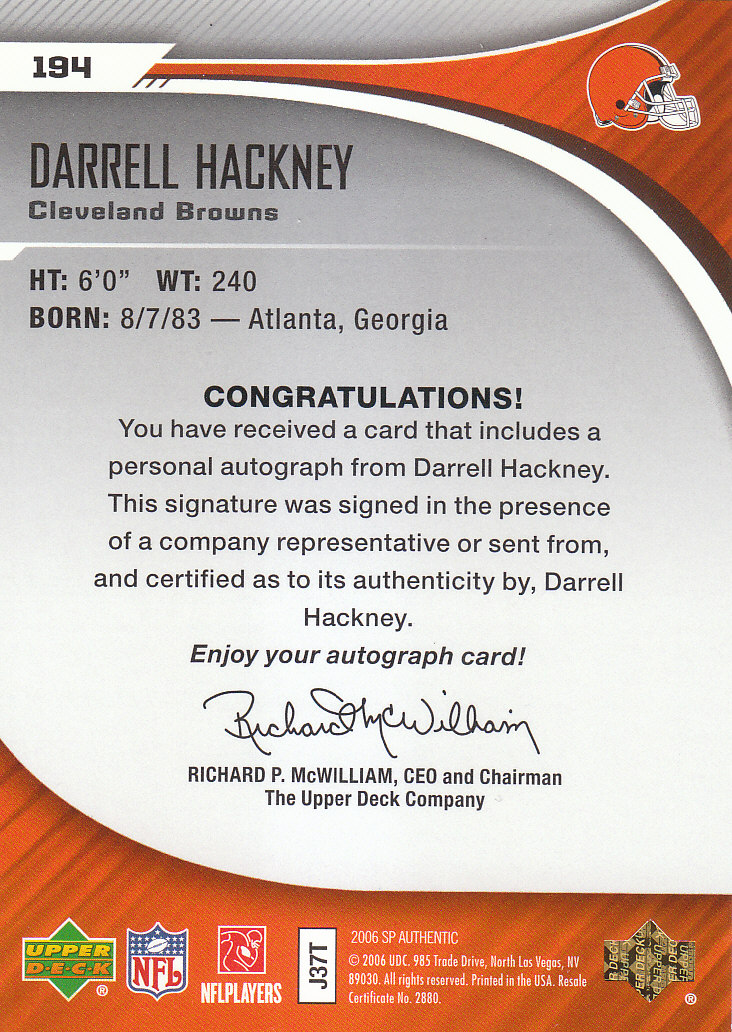 194
DARRELL HACKNEY
Cleveland Browns
HT: 6'0" WT: 240
BORN: 8/7/83 — Atlanta, Georgia
CONGRATULATIONS!
You have received a card that includes a
personal autograph from Darrell Hackney.
This signature was signed in the presence
of a company representative or sent from,
and certified as to its authenticity by, Darrell
Hackney.
Enjoy your autograph card!
Richard McWilliam
RICHARD P. McWILLIAM, CEO and Chairman
The Upper Deck Company
UPPER
DECK
®
NFL
NFLPLAYERS
J37T
2006 SP AUTHENTIC
© 2006 UDC. 985 Trade Drive, North Las Vegas, NV
89030. All rights reserved. Printed in the USA. Resale
Certificate No. 2880.
®